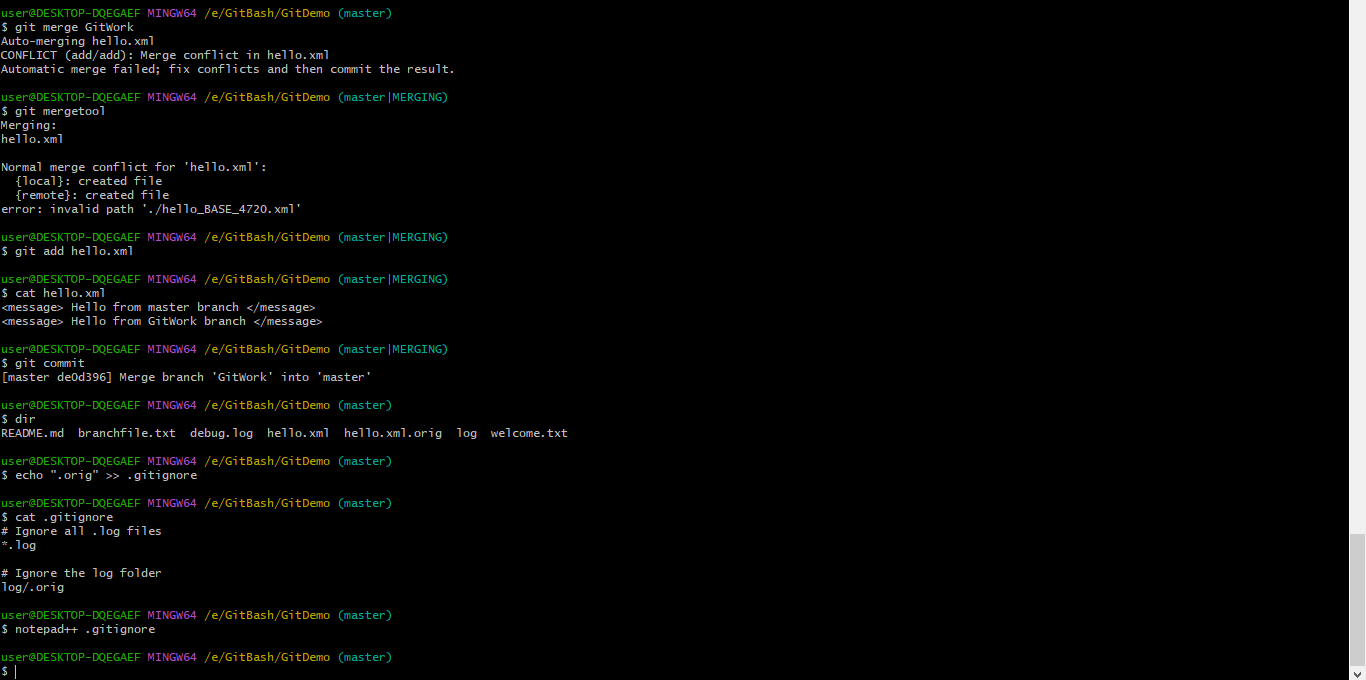 user@DESKTOP-DQEGAEF MINGW64 /e/GitBash/GitDemo (master)
$ git merge GitWork
Auto-merging hello.xml
CONFLICT (add/add): Merge conflict in hello.xml
Automatic merge failed; fix conflicts and then commit the result.
user@DESKTOP-DQEGAEF MINGW64 /e/GitBash/GitDemo (master|MERGING)
$ git mergetool
Merging:
hello.xml
Normal merge conflict for 'hello.xml':
  {local}: created file
  {remote}: created file
error: invalid path './hello_BASE_4720.xml'
user@DESKTOP-DQEGAEF MINGW64 /e/GitBash/GitDemo (master|MERGING)
$ git add hello.xml
user@DESKTOP-DQEGAEF MINGW64 /e/GitBash/GitDemo (master|MERGING)
$ cat hello.xml
<message> Hello from master branch </message>
<message> Hello from GitWork branch </message>
user@DESKTOP-DQEGAEF MINGW64 /e/GitBash/GitDemo (master|MERGING)
$ git commit
[master de0d396] Merge branch 'GitWork' into 'master'
user@DESKTOP-DQEGAEF MINGW64 /e/GitBash/GitDemo (master)
$ dir
README.md  branchfile.txt  debug.log  hello.xml  hello.xml.orig  log  welcome.txt
user@DESKTOP-DQEGAEF MINGW64 /e/GitBash/GitDemo (master)
$ echo ".orig" >> .gitignore
user@DESKTOP-DQEGAEF MINGW64 /e/GitBash/GitDemo (master)
$ cat .gitignore
# Ignore all .log files
*.log
# Ignore the log folder
log/.orig
user@DESKTOP-DQEGAEF MINGW64 /e/GitBash/GitDemo (master)
$ notepad++ .gitignore
user@DESKTOP-DQEGAEF MINGW64 /e/GitBash/GitDemo (master)
$